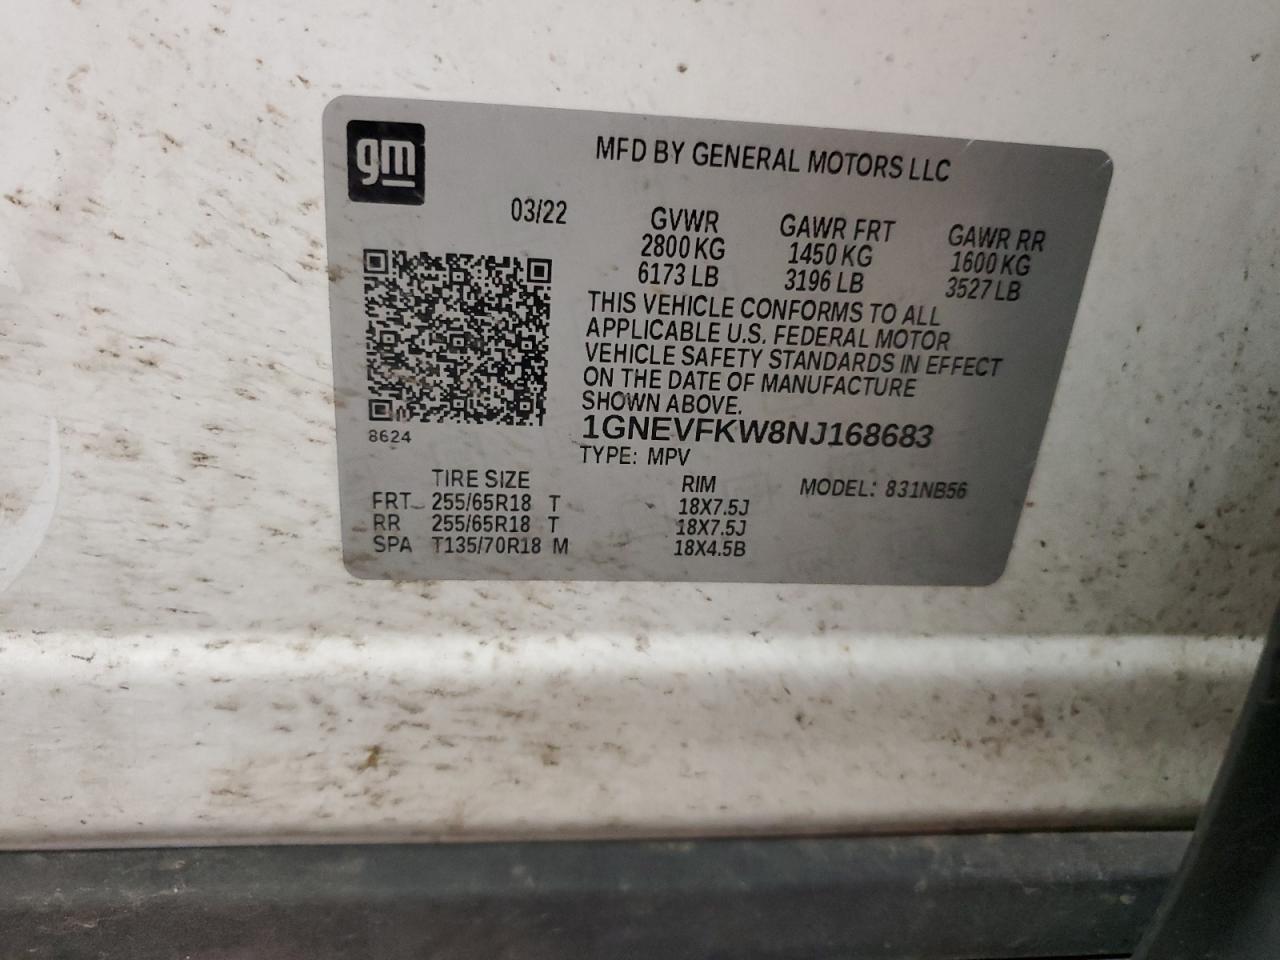 gm
MFD BY GENERAL MOTORS LLC
03/22
GVWR GAWR FRT GAWR RR
2800 KG 1450 KG 1600 KG
6173 LB 3196 LB 3527 LB
THIS VEHICLE CONFORMS TO ALL
APPLICABLE U.S. FEDERAL MOTOR
VEHICLE SAFETY STANDARDS IN EFFECT
ON THE DATE OF MANUFACTURE
SHOWN ABOVE.
8624
1GNEVFKW8NJ168683
TYPE: MPV
TIRE SIZE RIM MODEL: 831NB56
FRT 255/65R18 T 18X7.5J
RR 255/65R18 T 18X7.5J
SPA T135/70R18 M 18X4.5B